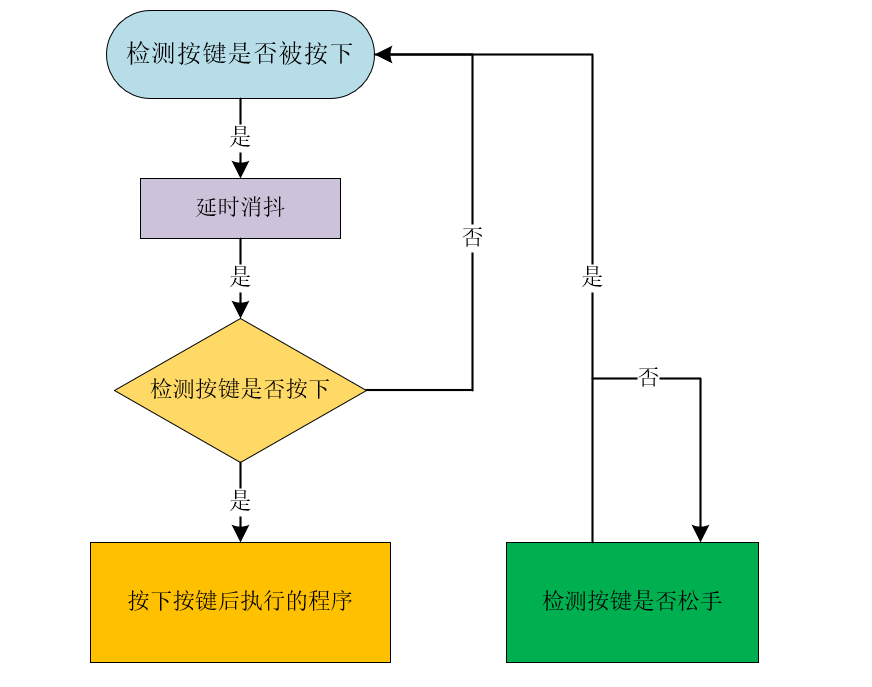 检测按键是否被按下
是
延时消抖
否
是
是
否
检测按键是否按下
是
按下按键后执行的程序
检测按键是否松手